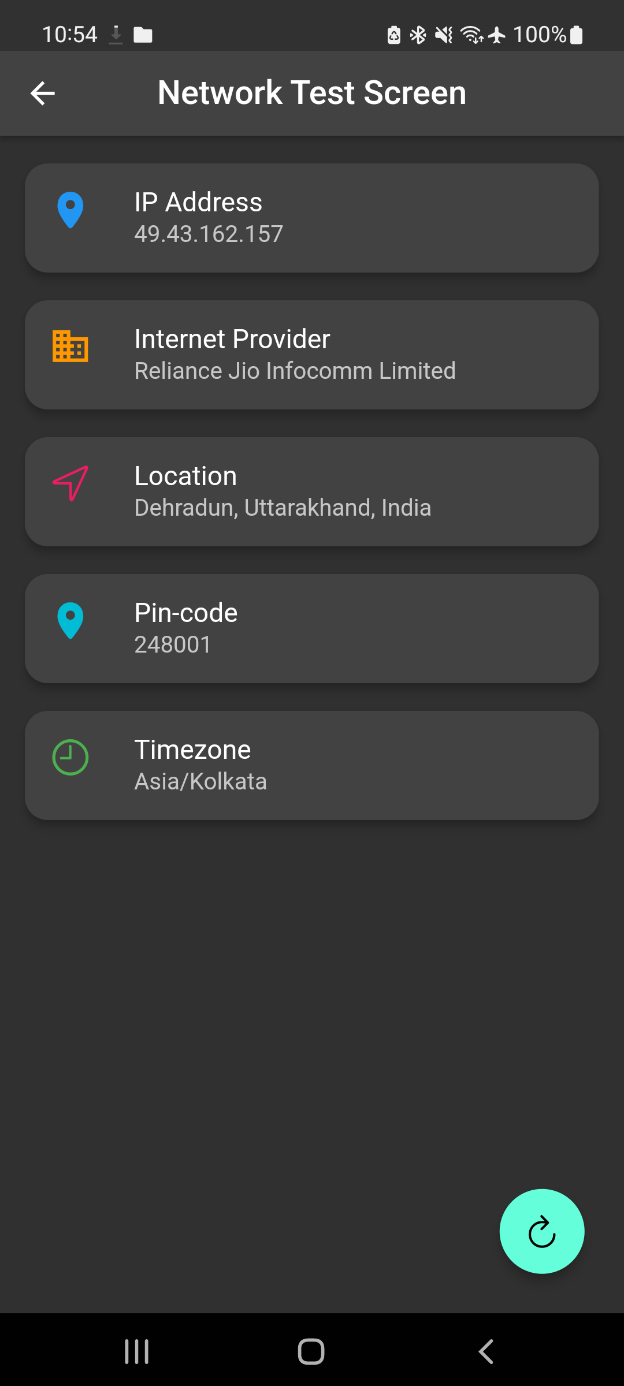 10:54 100%
Network Test Screen
IP Address
49.43.162.157
Internet Provider
Reliance Jio Infocomm Limited
Location
Dehradun, Uttarakhand, India
Pin-code
248001
Timezone
Asia/Kolkata